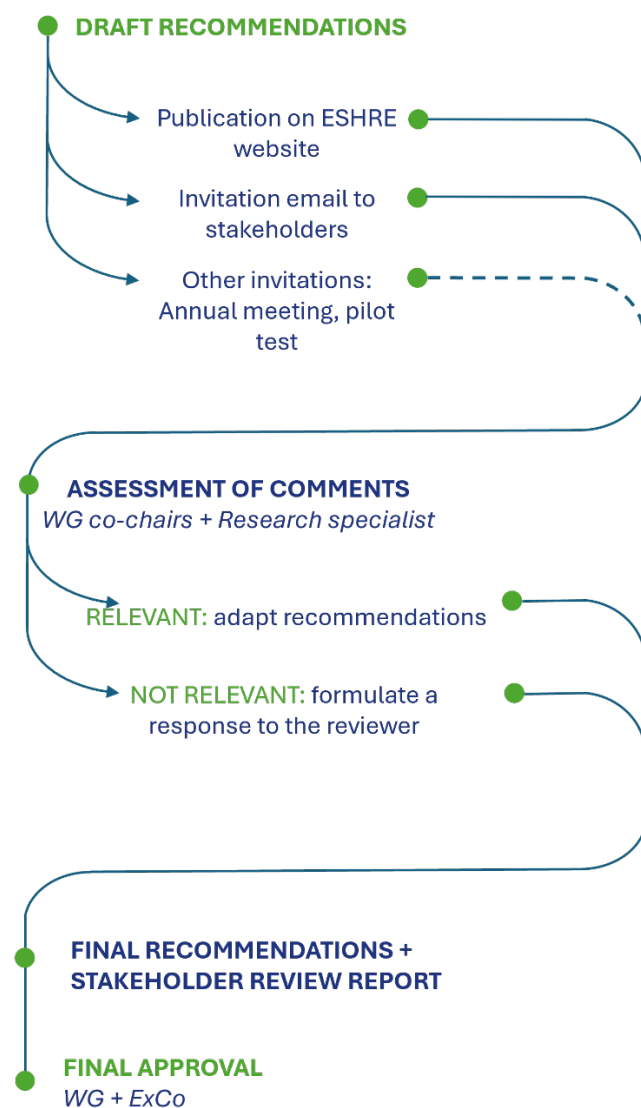 DRAFT RECOMMENDATIONS
Publication on ESHRE
website
Invitation email to
stakeholders
Other invitations:
Annual meeting, pilot
test
ASSESSMENT OF COMMENTS
WG co-chairs + Research specialist
RELEVANT: adapt recommendations
NOT RELEVANT: formulate a
response to the reviewer
FINAL RECOMMENDATIONS +
STAKEHOLDER REVIEW REPORT
FINAL APPROVAL
WG + ExCo